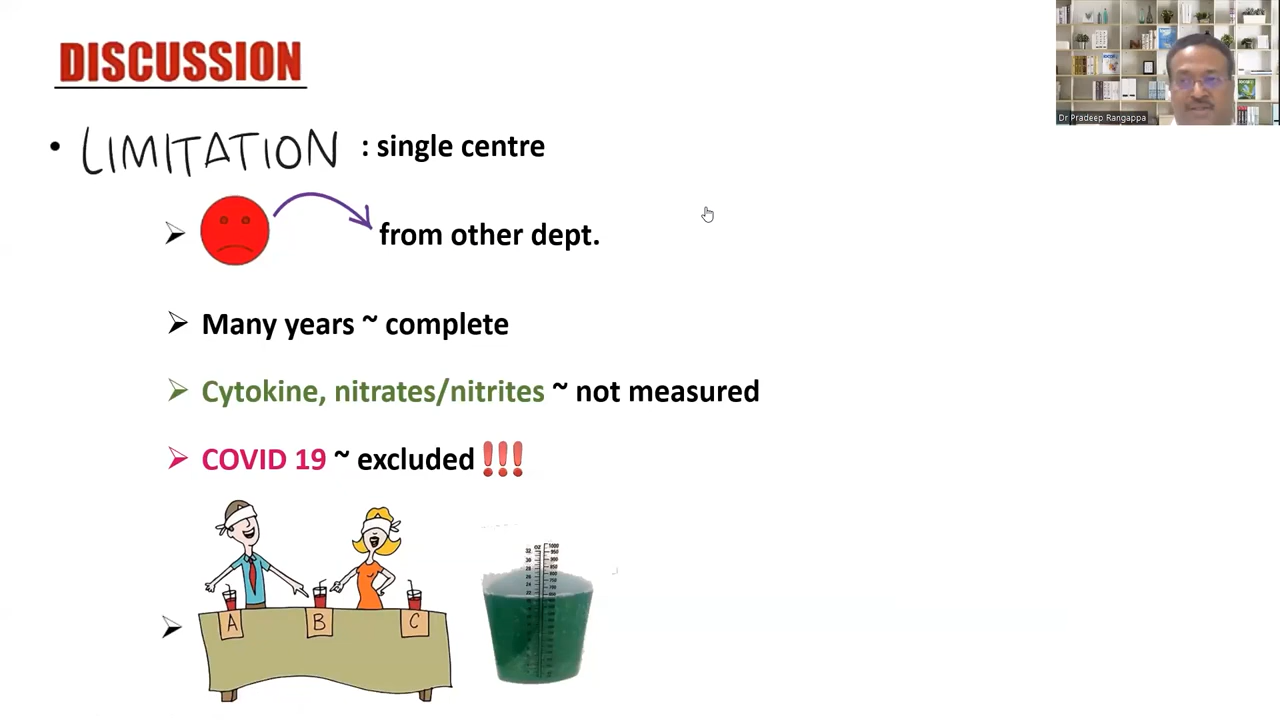 DISCUSSION
Dr Pradeep Rangappa
• LIMITATION : single centre
➢ from other dept.
➢ Many years ~ complete
➢ Cytokine, nitrates/nitrites ~ not measured
➢ COVID 19 ~ excluded !!!
A B C